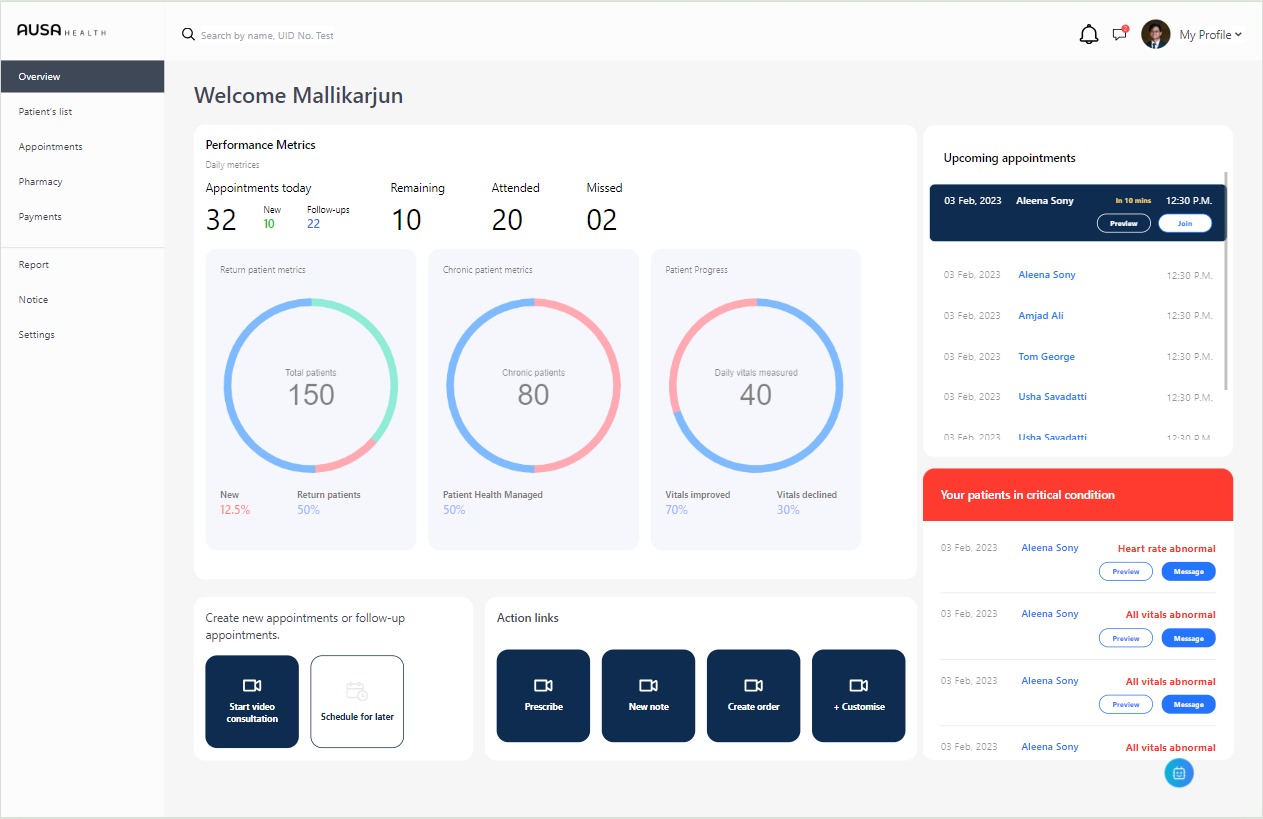 AUSA HEALTH
Search by name, UID No. Test
2
My Profile
Overview
Patient's list
Appointments
Pharmacy
Payments
Report
Notice
Settings
Welcome Mallikarjun
Performance Metrics
Daily metrices
Appointments today
32
New
10
Follow-ups
22
Remaining
10
Attended
20
Missed
02
Return patient metrics
Total patients
150
New
12.5%
Return patients
50%
Chronic patient metrics
Chronic patients
80
Patient Health Managed
50%
Patient Progress
Daily vitals measured
40
Vitals improved
70%
Vitals declined
30%
Create new appointments or follow-up
appointments.
Start video
consultation
Schedule for later
Action links
Prescribe
New note
Create order
+ Customise
Upcoming appointments
03 Feb, 2023 Aleena Sony In 10 mins 12:30 P.M.
Preview Join
03 Feb, 2023 Aleena Sony 12:30 P.M.
03 Feb, 2023 Amjad Ali 12:30 P.M.
03 Feb, 2023 Tom George 12:30 P.M.
03 Feb, 2023 Usha Savadatti 12:30 P.M.
03 Feb, 2023 Usha Savadatti 12:30 P.M.
Your patients in critical condition
03 Feb, 2023 Aleena Sony Heart rate abnormal
Preview Message
03 Feb, 2023 Aleena Sony All vitals abnormal
Preview Message
03 Feb, 2023 Aleena Sony All vitals abnormal
Preview Message
03 Feb, 2023 Aleena Sony All vitals abnormal